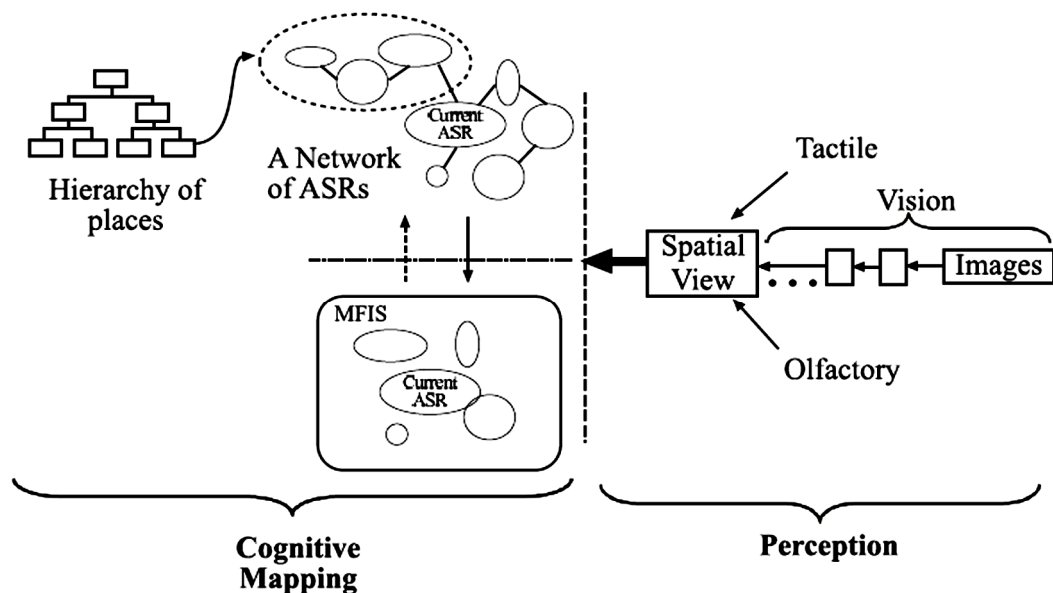 Current
ASR
A Network
of ASRs
Hierarchy of
places
Tactile
Vision
Spatial
View
...
Images
Olfactory
MFIS
Current
ASR
Cognitive
Mapping
Perception